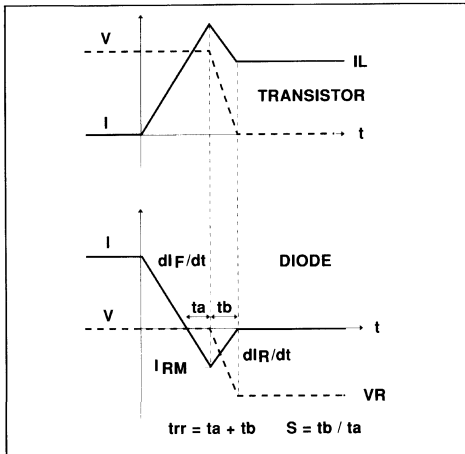 V
IL
TRANSISTOR
I
t
I
dIF/dt
DIODE
ta tb
V
t
IRM
dIR/dt
VR
trr = ta + tb S = tb / ta